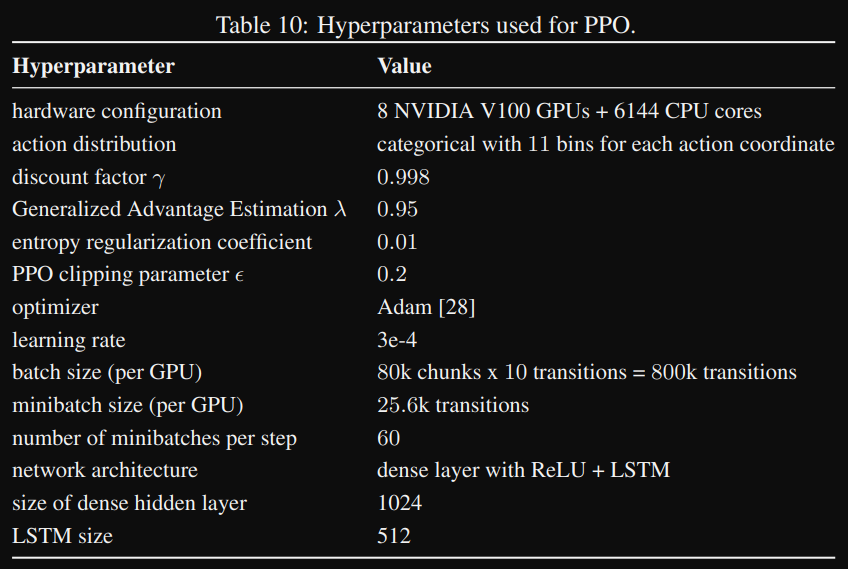 Table 10: Hyperparameters used for PPO.
Hyperparameter Value
hardware configuration 8 NVIDIA V100 GPUs + 6144 CPU cores
action distribution categorical with 11 bins for each action coordinate
discount factor γ 0.998
Generalized Advantage Estimation λ 0.95
entropy regularization coefficient 0.01
PPO clipping parameter ϵ 0.2
optimizer Adam [28]
learning rate 3e-4
batch size (per GPU) 80k chunks x 10 transitions = 800k transitions
minibatch size (per GPU) 25.6k transitions
number of minibatches per step 60
network architecture dense layer with ReLU + LSTM
size of dense hidden layer 1024
LSTM size 512